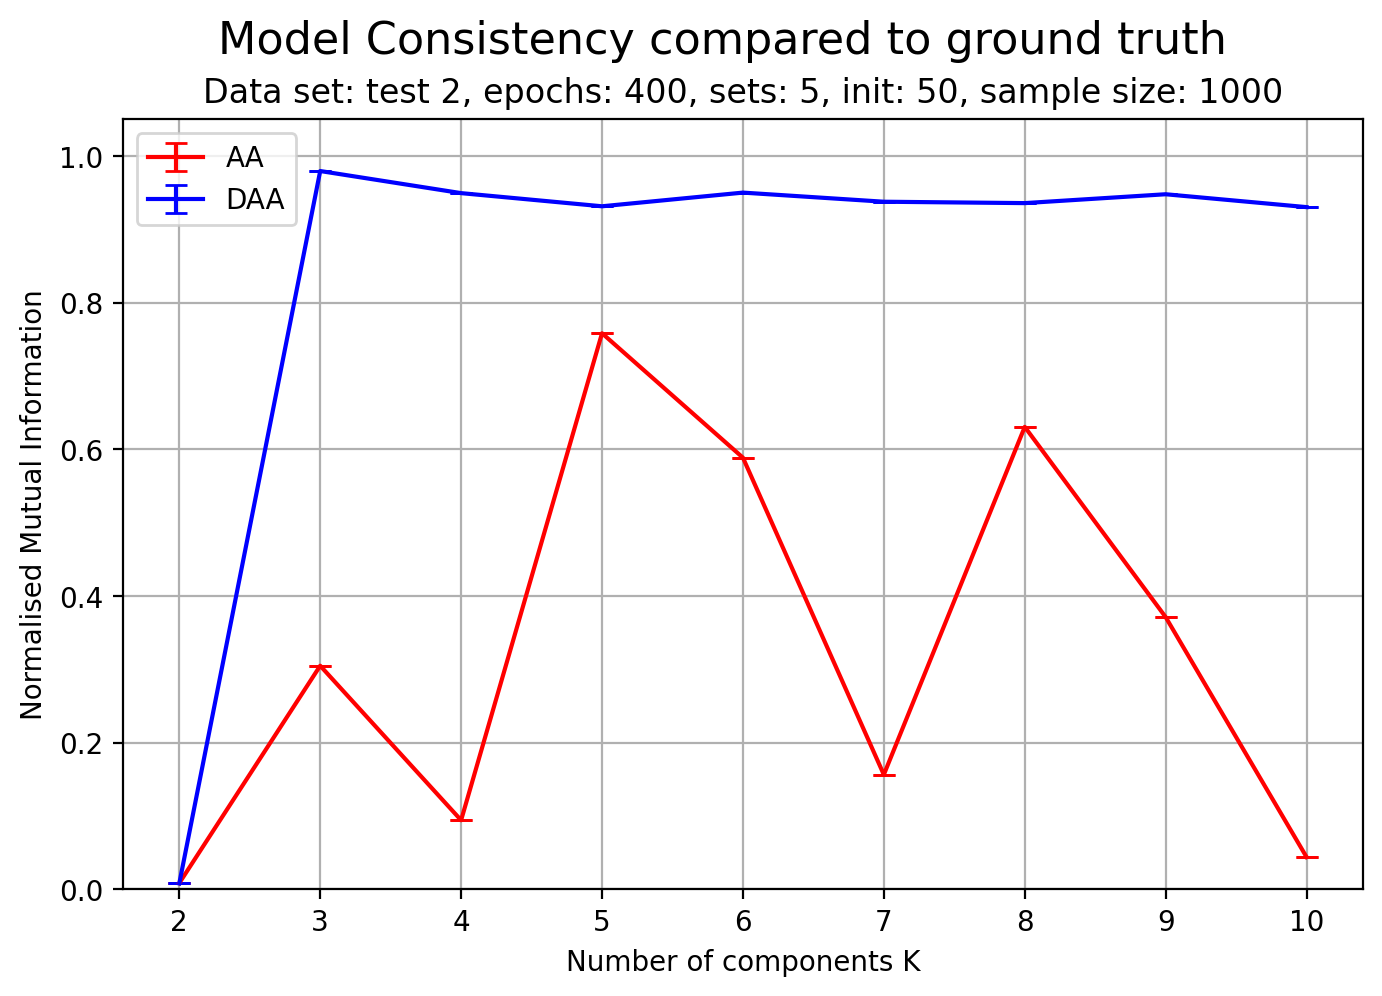 Model Consistency compared to ground truth
Data set: test 2, epochs: 400, sets: 5, init: 50, sample size: 1000
AA
DAA
Normalised Mutual Information
1.0
0.8
0.6
0.4
0.2
0.0
2 3 4 5 6 7 8 9 10
Number of components K